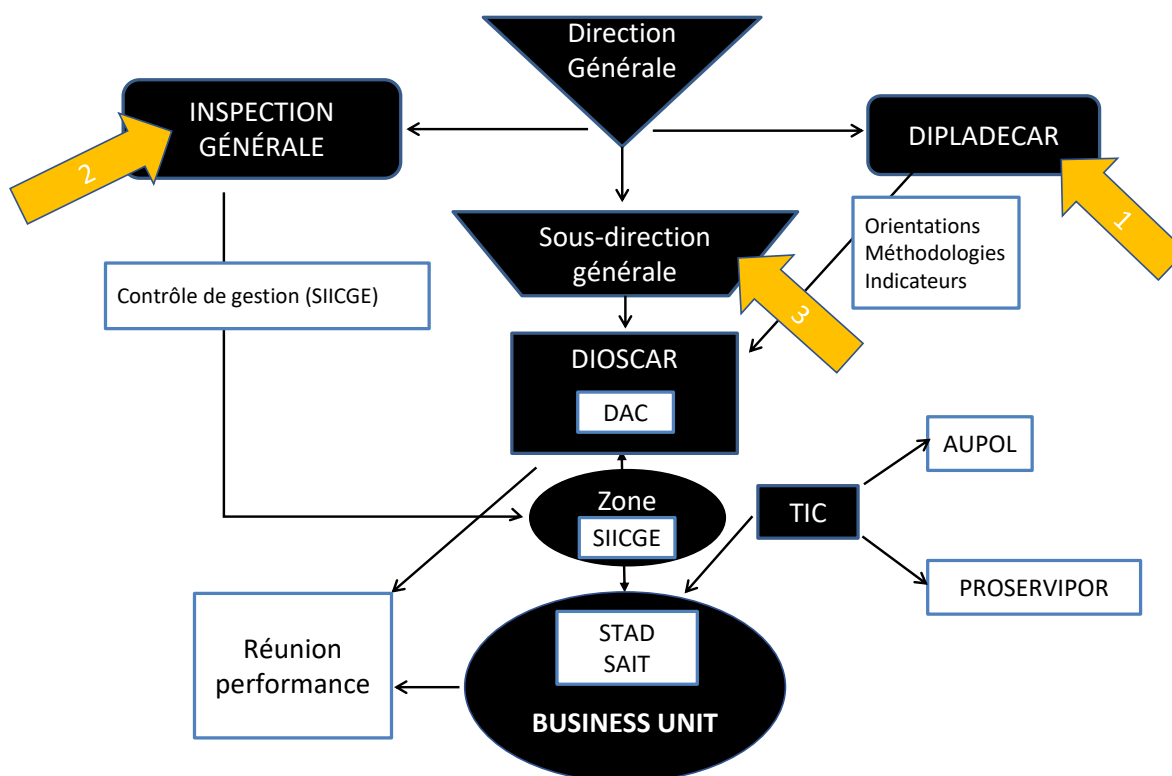 Direction
Générale
INSPECTION
GÉNÉRALE
DIPLADECAR
2
1
Orientations
Méthodologies
Indicateurs
Sous-direction
générale
Contrôle de gestion (SIICGE)
3
DIOSCAR
DAC
AUPOL
Zone
SIICGE
TIC
PROSERVIPOR
STAD
SAIT
Réunion
performance
BUSINESS UNIT